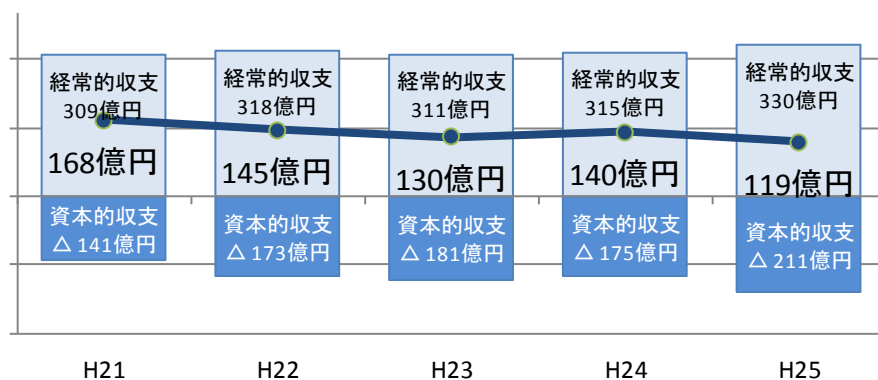 経常的収支
309億円
168億円
資本的収支
△ 141億円
経常的収支
318億円
145億円
資本的収支
△ 173億円
経常的収支
311億円
130億円
資本的収支
△ 181億円
経常的収支
315億円
140億円
資本的収支
△ 175億円
経常的収支
330億円
119億円
資本的収支
△ 211億円
H21
H22
H23
H24
H25